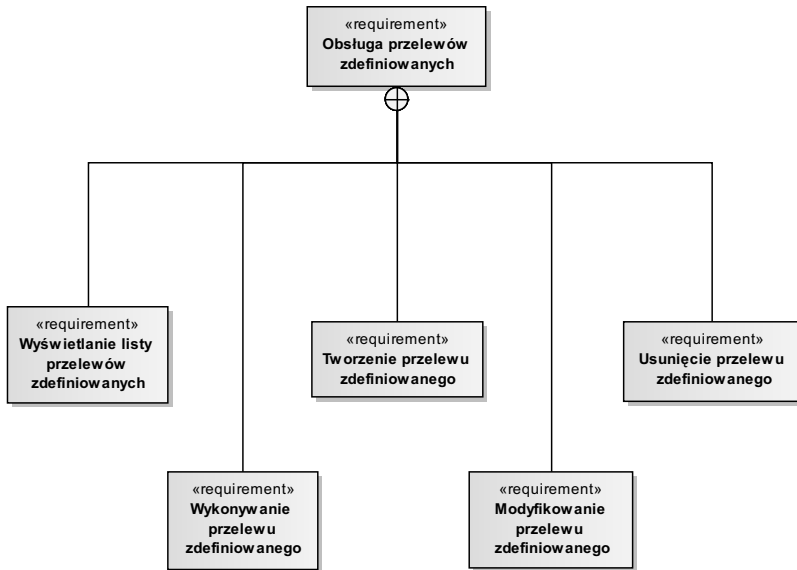 «requirement»
Obsługa przelewów
zdefiniowanych
«requirement»
Wyświetlanie listy
przelewów
zdefiniowanych
«requirement»
Tworzenie przelewu
zdefiniowanego
«requirement»
Usunięcie przelewu
zdefiniowanego
«requirement»
Wykonywanie
przelewu
zdefiniowanego
«requirement»
Modyfikowanie
przelewu
zdefiniowanego